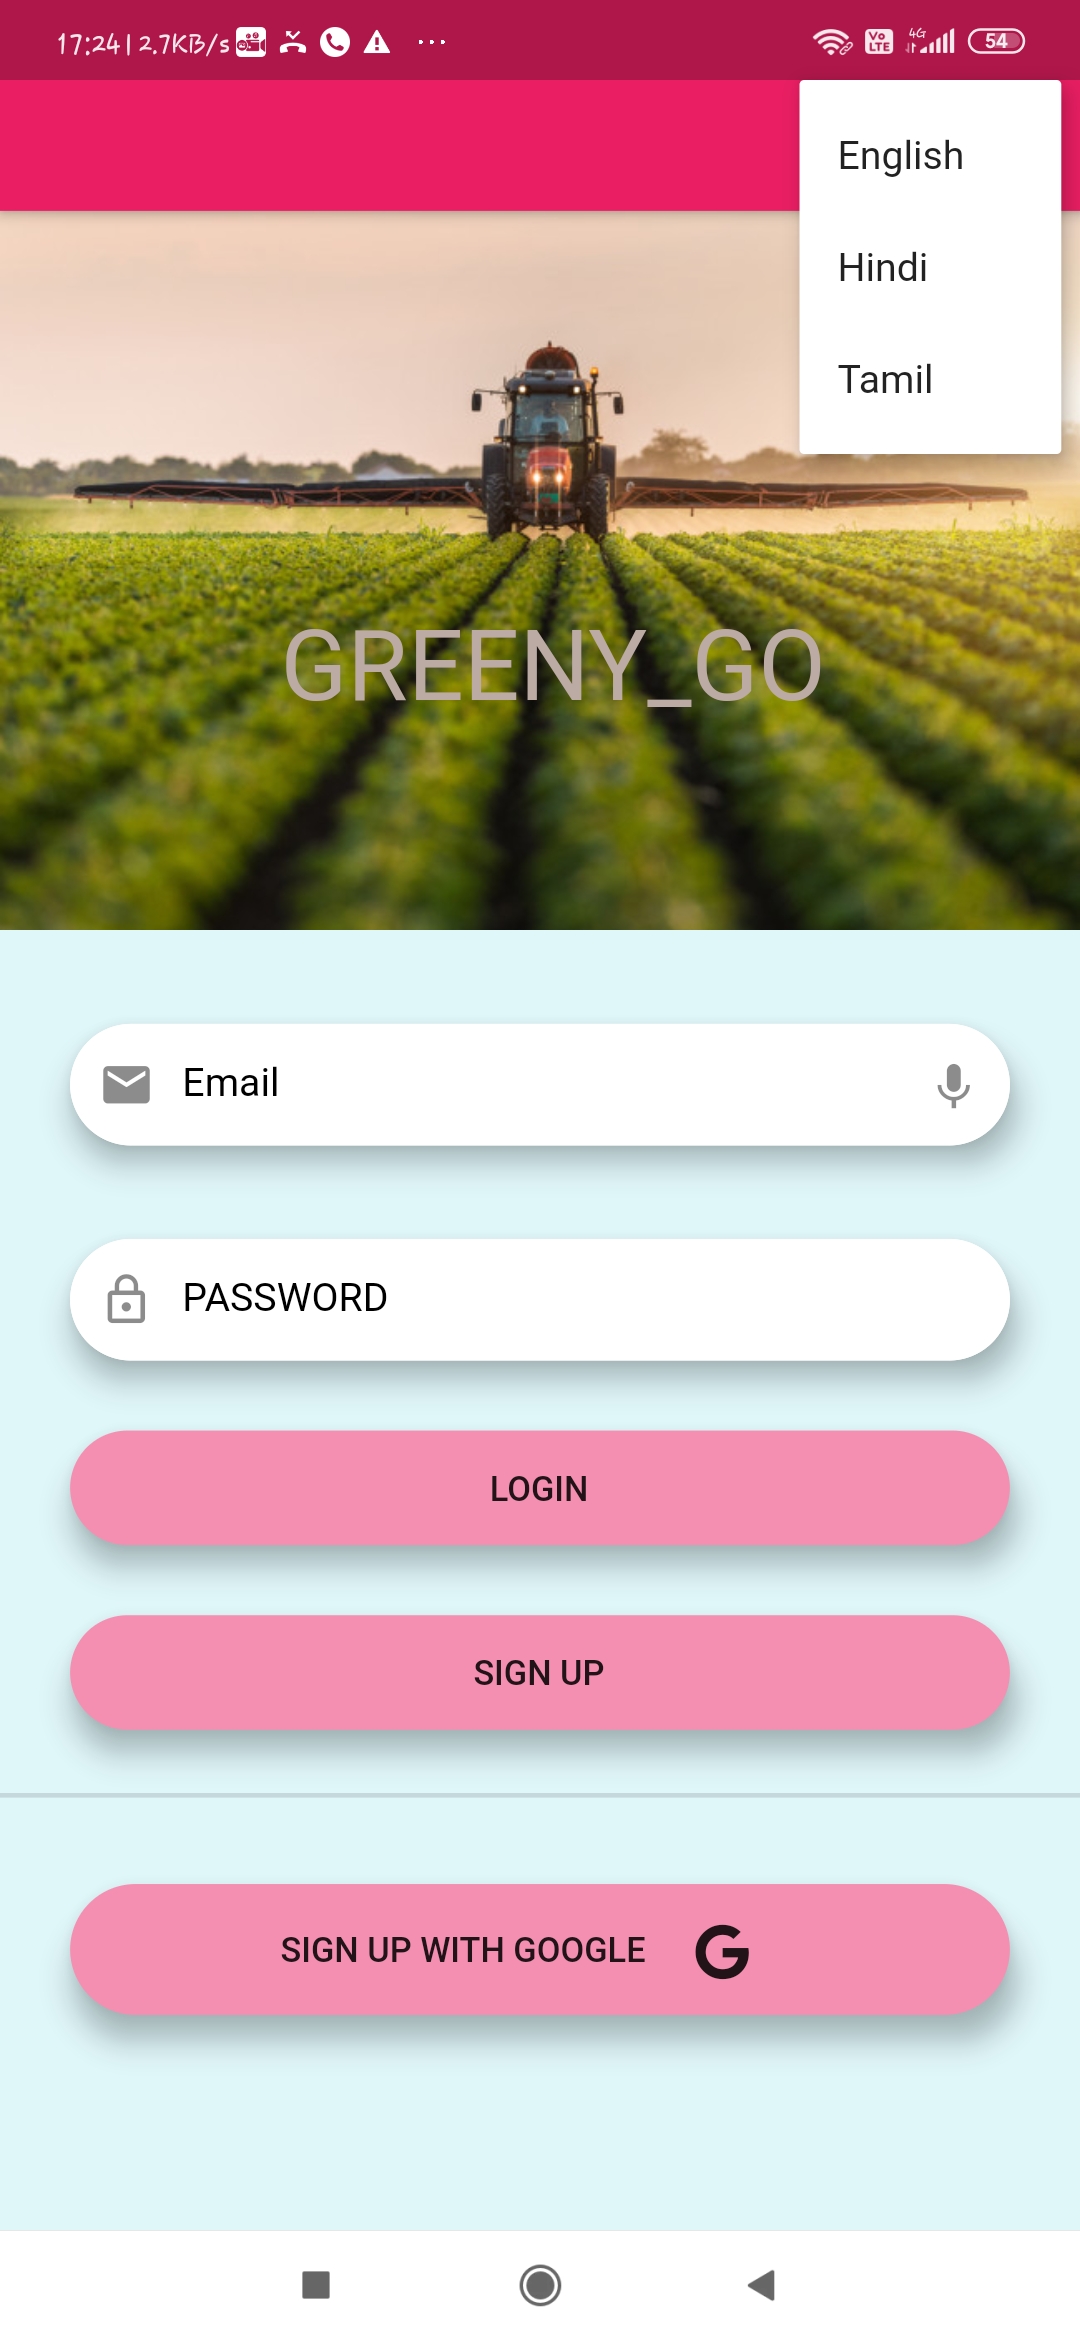 17:24 | 2.7KB/s
Vo LTE 4G 54
English
Hindi
Tamil
GREENY_GO
Email
PASSWORD
LOGIN
SIGN UP
SIGN UP WITH GOOGLE G